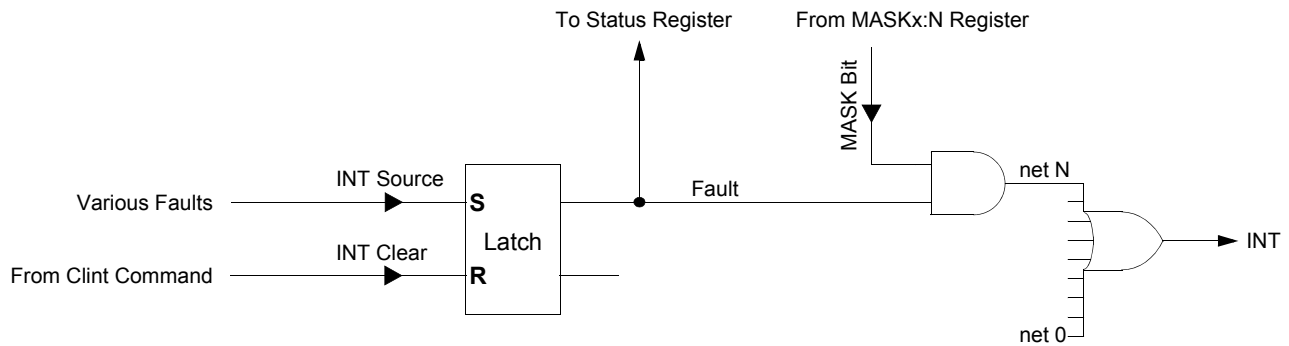 To Status Register
From MASKx:N Register
MASK Bit
net N
INT Source
Various Faults
S
Fault
Latch
INT
INT Clear
From Clint Command
R
net 0